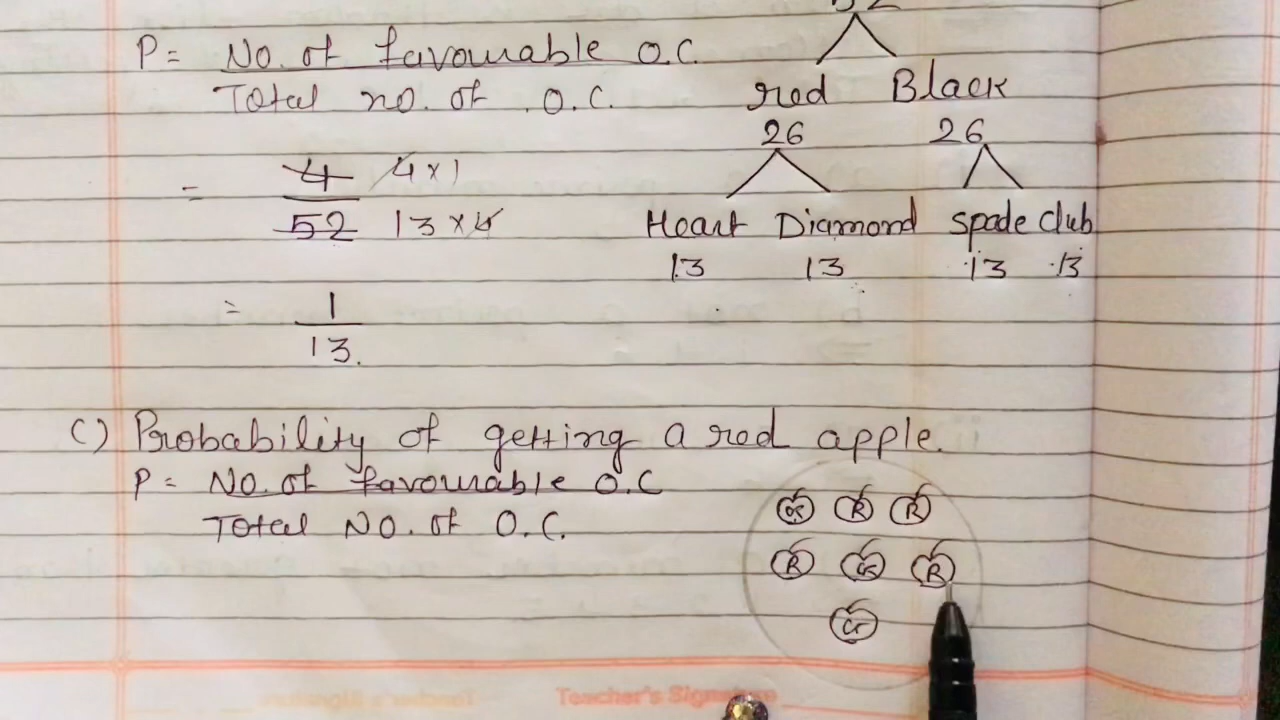 52
P = No. of favourable O.C.
Total no. of O.C.
red Black
26 26
= 4 4 × 1
52 13 × 4
Heart Diamond Spade Club
13 13 13 13
= 1
13.
C) Probability of getting a red apple.
P = No. of favourable O.C
Total No. of O.C.
G R R
R G R
G
Teacher's Signature